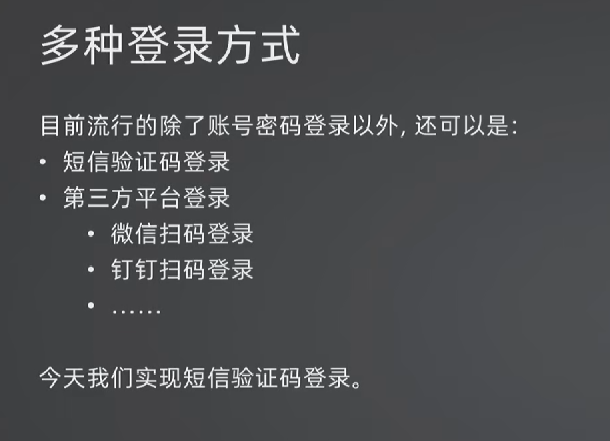 多种登录方式
目前流行的除了账号密码登录以外, 还可以是：
• 短信验证码登录
• 第三方平台登录
• 微信扫码登录
• 钉钉扫码登录
• ……
今天我们实现短信验证码登录。